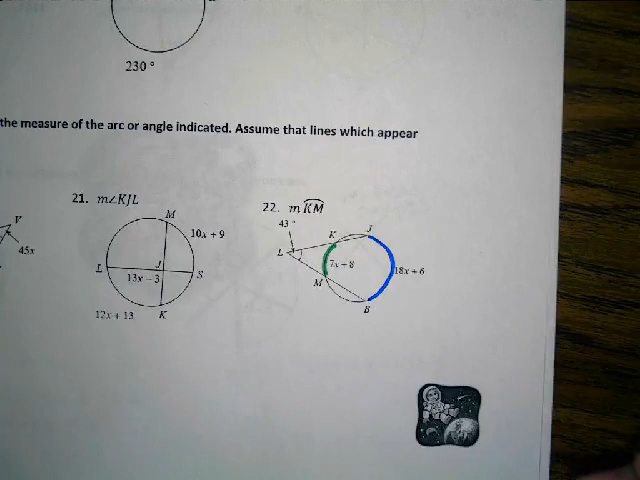 230 °
the measure of the arc or angle indicated. Assume that lines which appear
21. m∠KJL
22. m KM
V
45x
M
10x + 9
L
J
S
13x − 3
12x + 13
K
43 °
K
J
L
7x + 8
18x + 6
M
B